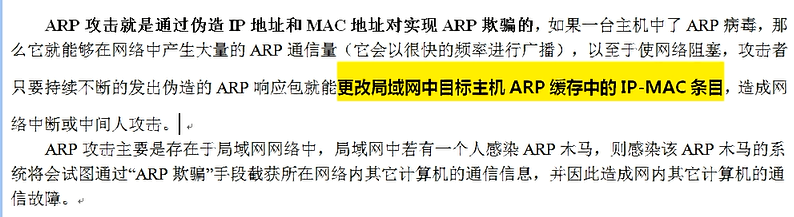 ARP 攻击就是通过伪造 IP 地址和 MAC 地址对实现 ARP 欺骗的，如果一台主机中了 ARP 病毒，那
么它就能够在网络中产生大量的 ARP 通信量（它会以很快的频率进行广播），以至于使网络阻塞，攻击者
只要持续不断的发出伪造的 ARP 响应包就能更改局域网中目标主机 ARP 缓存中的 IP-MAC 条目，造成网
络中断或中间人攻击。
ARP 攻击主要是存在于局域网网络中，局域网中若有一个人感染 ARP 木马，则感染该 ARP 木马的系
统将会试图通过“ARP 欺骗”手段截获所在网络内其它计算机的通信信息，并因此造成网内其它计算机的通
信故障。